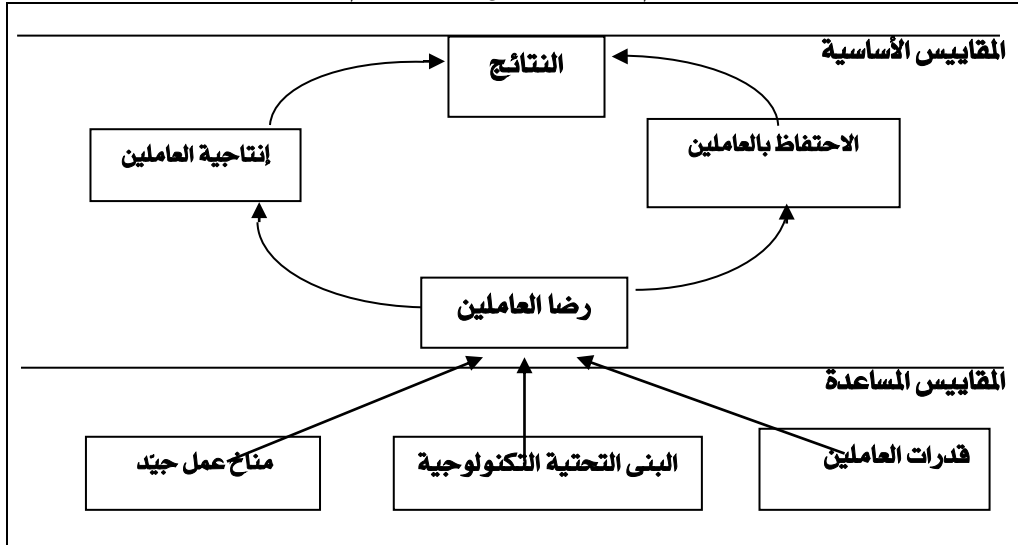 المقاييس الأساسية
النتائج
الاحتفاظ بالعاملين
إنتاجية العاملين
رضا العاملين
المقاييس المساعدة
قدرات العاملين
البنى التحتية التكنولوجية
مناخ عمل جيّد